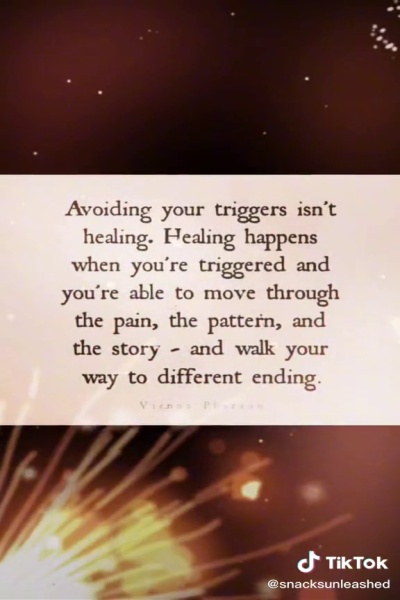 Avoiding your triggers isn't
healing. Healing happens
when you're triggered and
you're able to move through
the pain, the pattern, and
the story - and walk your
way to different ending.
TikTok
@snacksunleashed